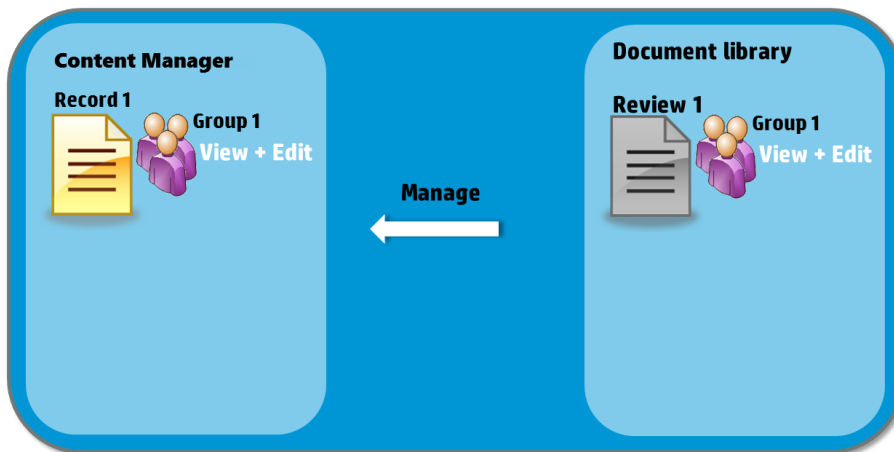 Content Manager
Record 1
Group 1
View + Edit
Manage
Document library
Review 1
Group 1
View + Edit